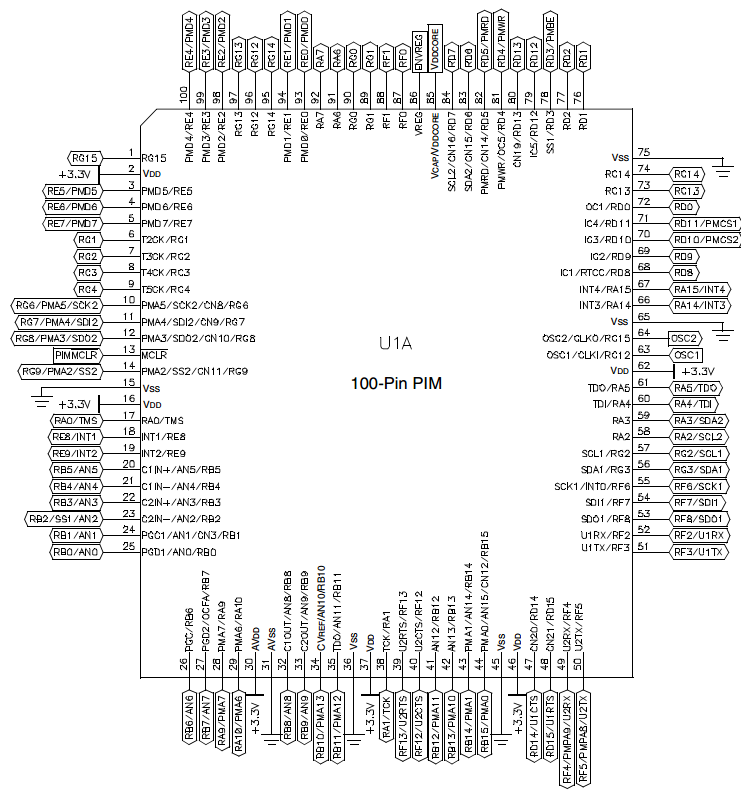 RE4/PMD4
RE3/PMD3
RE2/PMD2
RG13
RG12
RG14
RE1/PMD1
RE0/PMD0
RA7
RA6
RG0
RG1
RF1
RF0
ENVREG
VDDCORE
RD7
RD6
RD5/PMRD
RD4/PMWR
RD13
RD12
RD3/PMBE
RD2
RD1
100
99
98
97
96
95
94
93
92
91
90
89
88
87
86
85
84
83
82
81
80
79
78
77
76
PMD4/RE4
PMD3/RE3
PMD2/RE2
RG13
RG12
RG14
PMD1/RE1
PMD0/RE0
RA7
RA6
RG0
RG1
RF1
RF0
VREG
VCAP/VDDCORE
SCL2/CN16/RD7
SDA2/CN15/RD6
PMRD/CN14/RD5
PMWR/OC5/RD4
CN19/RD13
IC5/RD12
SS1/RD3
RD2
RD1
RG15 1 RG15
+3.3V 2 VDD
RE5/PMD5 3 PMD5/RE5
RE6/PMD6 4 PMD6/RE6
RE7/PMD7 5 PMD7/RE7
RC1 6 T2CK/RC1
RC2 7 T3CK/RC2
RC3 8 T4CK/RC3
RC4 9 T5CK/RC4
RG6/PMA5/SCK2 10 PMA5/SCK2/CN8/RG6
RG7/PMA4/SDI2 11 PMA4/SDI2/CN9/RG7
RG8/PMA3/SDO2 12 PMA3/SDO2/CN10/RG8
PIMMCLR 13 MCLR
RG9/PMA2/SS2 14 PMA2/SS2/CN11/RG9
15 VSS
+3.3V 16 VDD
RA0/TMS 17 RA0/TMS
RE8/INT1 18 INT1/RE8
RE9/INT2 19 INT2/RE9
RB5/AN5 20 C1IN+/AN5/RB5
RB4/AN4 21 C1IN-/AN4/RB4
RB3/AN3 22 C2IN+/AN3/RB3
RB2/SS1/AN2 23 C2IN-/AN2/RB2
RB1/AN1 24 PGC1/AN1/CN3/RB1
RB0/AN0 25 PGD1/AN0/RB0
U1A
100-Pin PIM
VSS 75
RC14 74 RC14
RC13 73 RC13
OC1/RD0 72 RD0
IC4/RD11 71 RD11/PMCS1
IC3/RD10 70 RD10/PMCS2
IC2/RD9 69 RD9
IC1/RTCC/RD8 68 RD8
INT4/RA15 67 RA15/INT4
INT3/RA14 66 RA14/INT3
VSS 65
OSC2/CLKO/RC15 64 OSC2
OSC1/CLKI/RC12 63 OSC1
VDD 62 +3.3V
TDO/RA5 61 RA5/TDO
TDI/RA4 60 RA4/TDI
RA3 59 RA3/SDA2
RA2 58 RA2/SCL2
SCL1/RG2 57 RG2/SCL1
SDA1/RG3 56 RG3/SDA1
SCK1/INT0/RF6 55 RF6/SCK1
SDI1/RF7 54 RF7/SDI1
SDO1/RF8 53 RF8/SDO1
U1RX/RF2 52 RF2/U1RX
U1TX/RF3 51 RF3/U1TX
PGC/RB6
PGD2/OCFA/RB7
PMA7/RA9
PMA6/RA10
AVDD
AVSS
C1OUT/AN8/RB8
C2OUT/AN9/RB9
CVREF/AN10/RB10
TDO/AN11/RB11
VSS
VDD
TCK/RA1
U2RTS/RF13
U2CTS/RF12
AN12/RB12
AN13/RB13
PMA1/AN14/RB14
PMA0/AN15/CN12/RB15
VSS
VDD
CN20/RD14
CN21/RD15
U2RX/RF4
U2TX/RF5
26
27
28
29
30
31
32
33
34
35
36
37
38
39
40
41
42
43
44
45
46
47
48
49
50
RB6/AN6
RB7/AN7
RA9/PMA7
RA10/PMA6
+3.3V
RB8/AN8
RB9/AN9
RB10/PMA13
RB11/PMA12
+3.3V
RA1/TCK
RF13/U2RTS
RF12/U2CTS
RB12/PMA11
RB13/PMA10
RB14/PMA1
RB15/PMA0
+3.3V
RD14/U1CTS
RD15/U1RTS
RF4/PMPA9/U2RX
RF5/PMPA8/U2TX